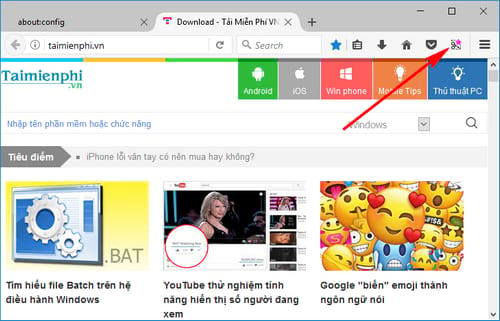 about:config
Download - Tải Miễn Phí VN
taimienphi.vn
Search
Taimienphi
.vn
Android
iOS
Win phone
Mobile Tips
Thủ thuật PC
Nhập tên phần mềm hoặc chức năng
Windows
Tiêu điểm
iPhone lỗi vân tay có nên mua hay không?
.BAT
YouTube
Tìm hiểu file Batch trên hệ
điều hành Windows
YouTube thử nghiệm tính
năng hiển thị số người đang
xem
Google "biến" emoji thành
ngôn ngữ nói